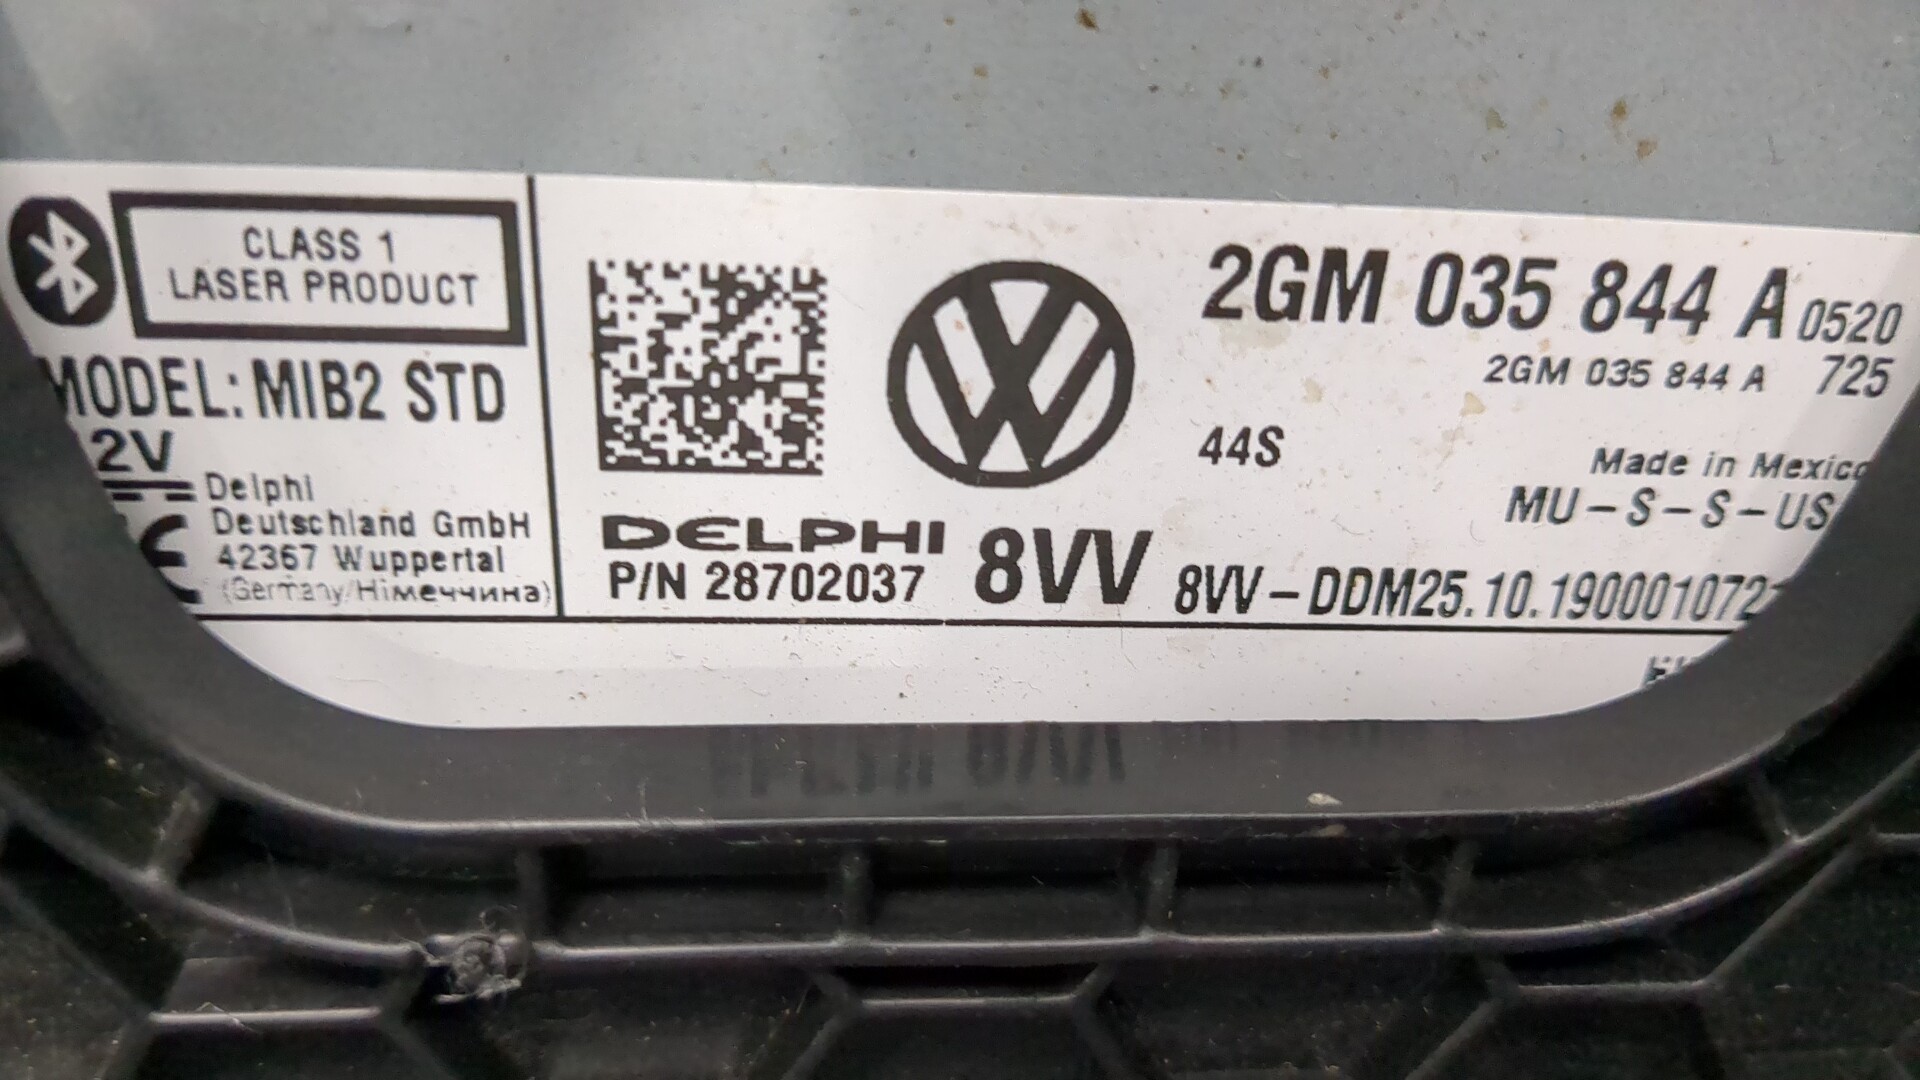 CLASS 1
LASER PRODUCT
MODEL: MIB2 STD
2V
Delphi
Deutschland GmbH
42367 Wuppertal
(Germany/Німеччина)
2GM 035 844 A 0520
2GM 035 844 A 725
44S
Made in Mexico
MU-S-S-US
DELPHI 8VV
P/N 28702037
8VV-DDM25.10.190001072